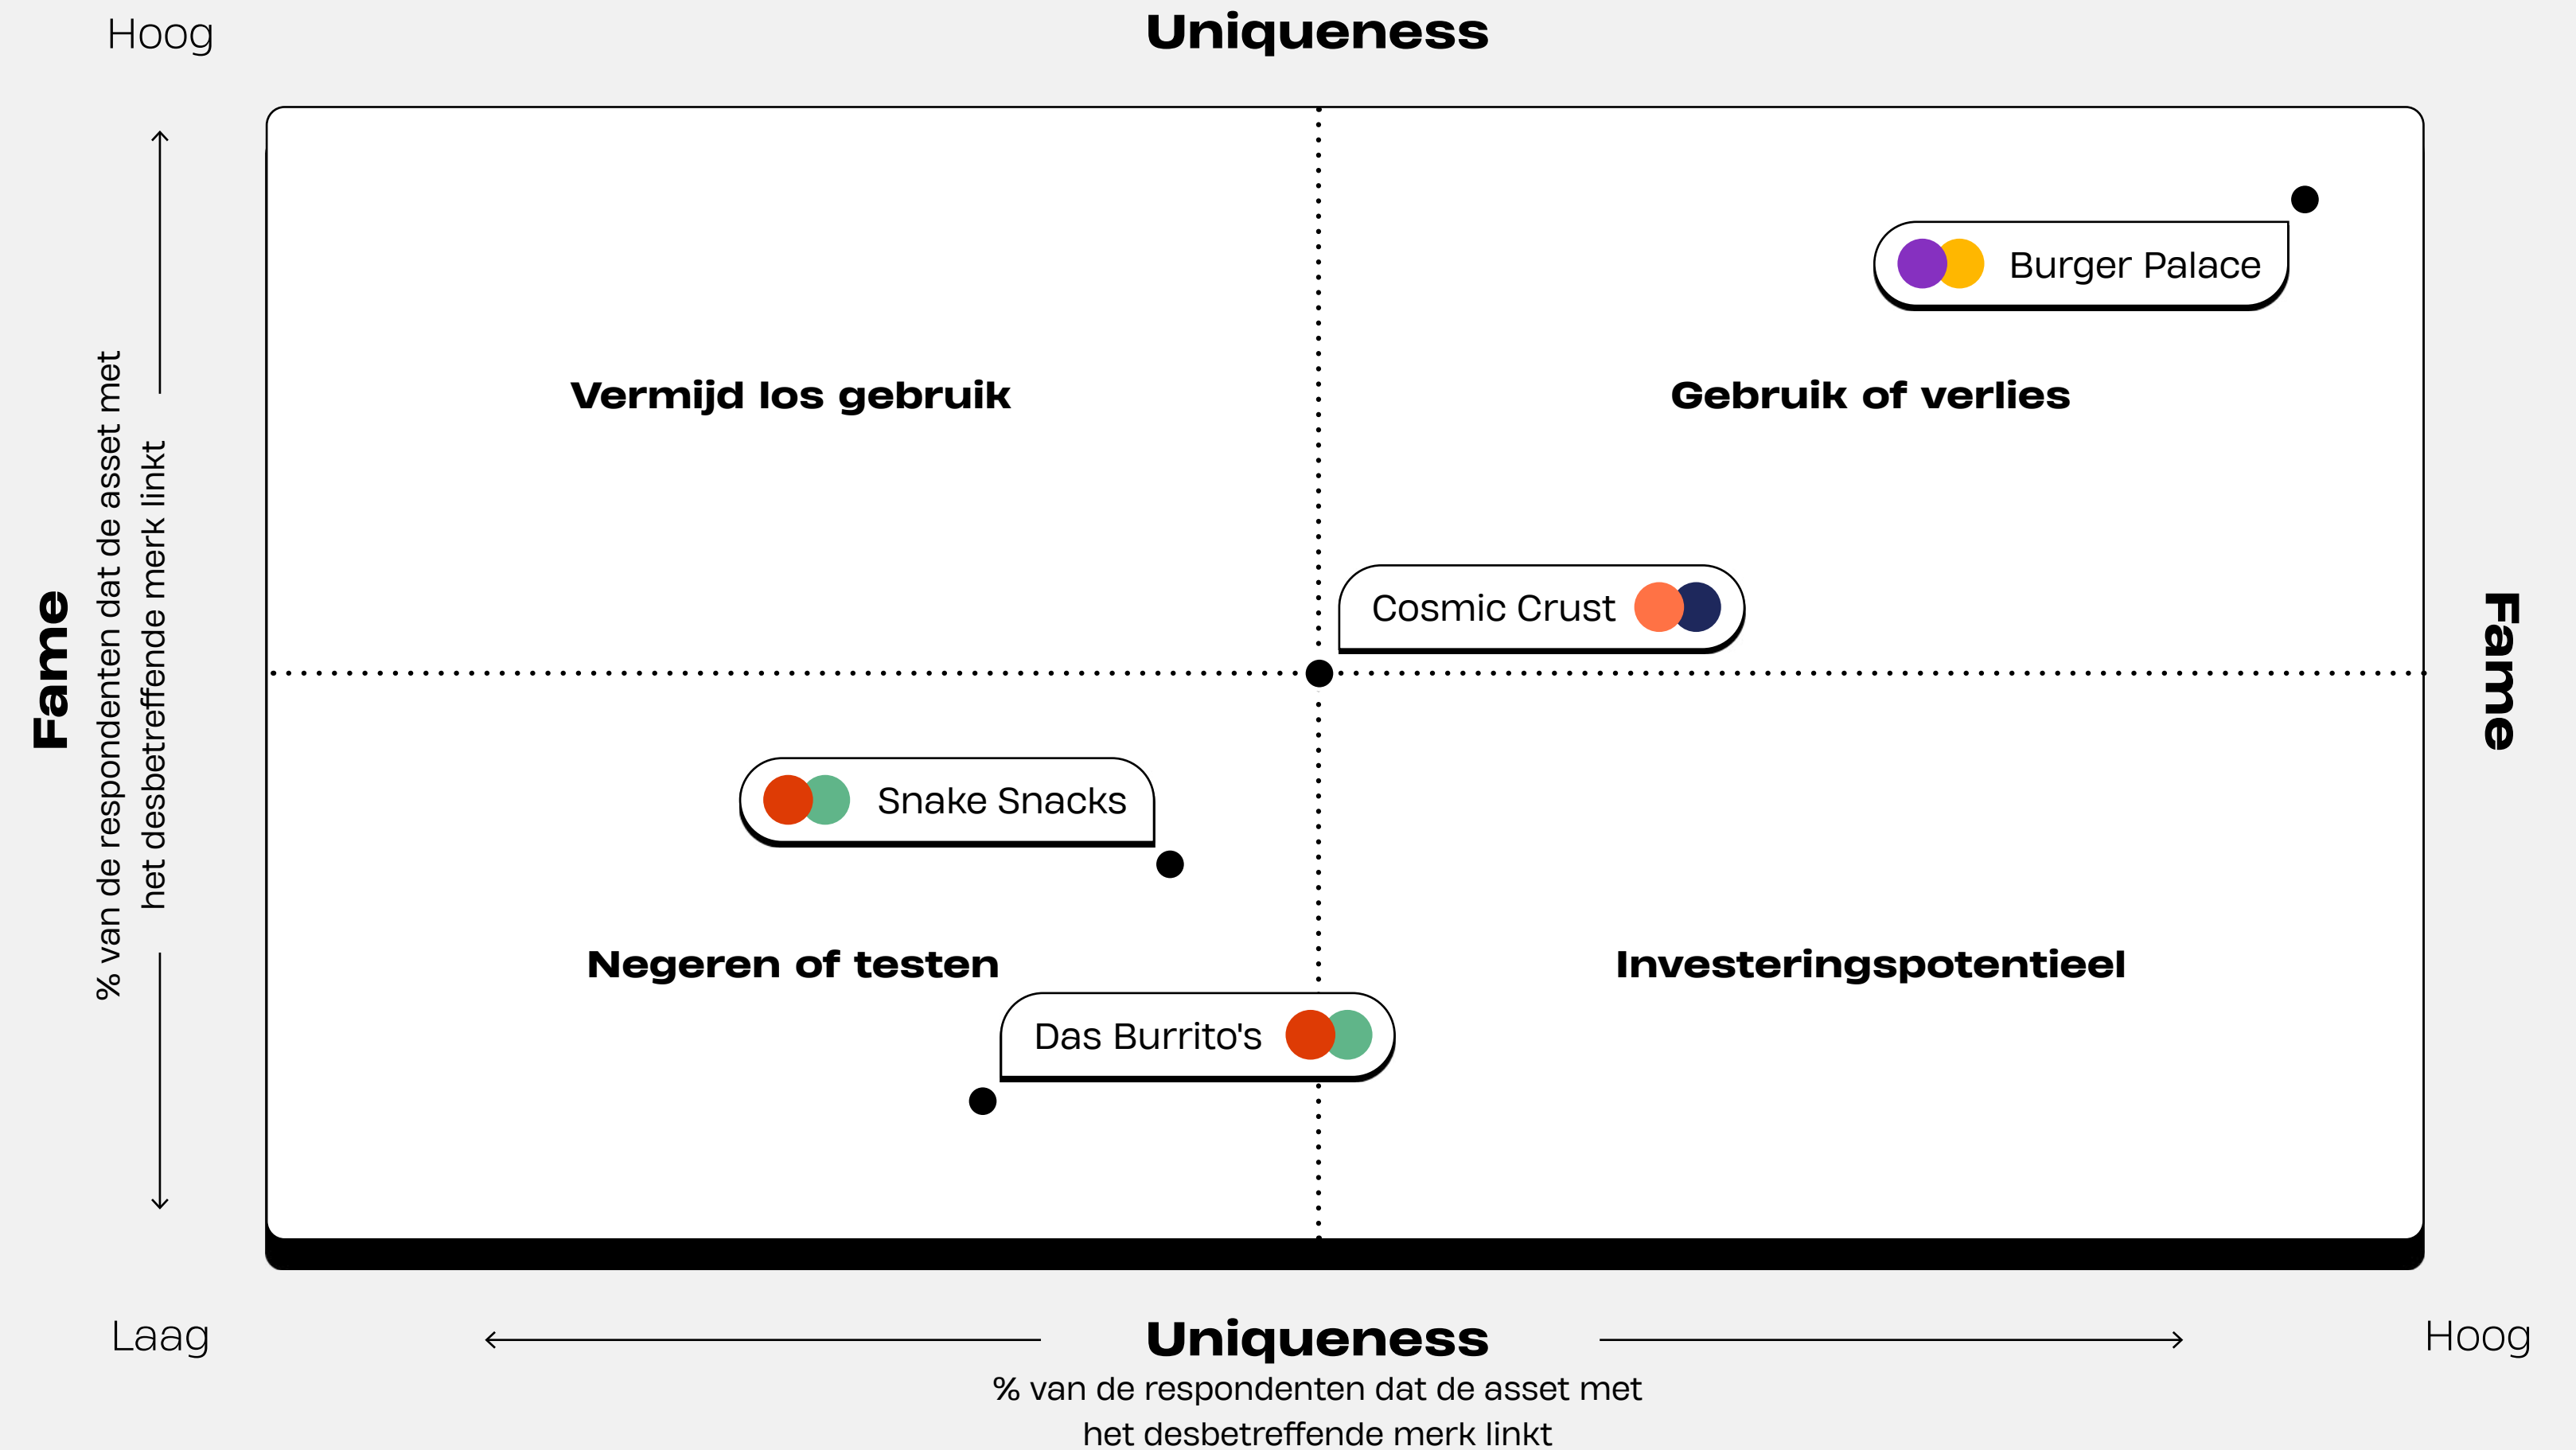 Hoog
Uniqueness
Burger Palace
Vermijd los gebruik
Gebruik of verlies
Fame
% van de respondenten dat de asset met
het desbetreffende merk linkt
Cosmic Crust
Fame
Snake Snacks
Negeren of testen
Investeringspotentieel
Das Burrito's
Laag
Uniqueness
Hoog
% van de respondenten dat de asset met
het desbetreffende merk linkt